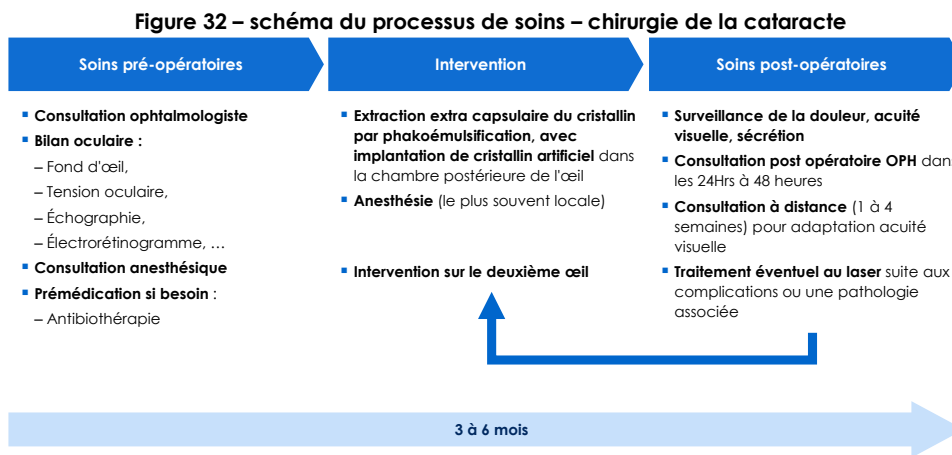 Figure 32 – schéma du processus de soins – chirurgie de la cataracte
Soins pré-opératoires
Intervention
Soins post-opératoires
▪ Consultation ophtalmologiste
▪ Bilan oculaire :
– Fond d'œil,
– Tension oculaire,
– Échographie,
– Électrorétinogramme, …
▪ Consultation anesthésique
▪ Prémédication si besoin :
– Antibiothérapie
▪ Extraction extra capsulaire du cristallin
par phakoémulsification, avec
implantation de cristallin artificiel dans
la chambre postérieure de l'œil
▪ Anesthésie (le plus souvent locale)
▪ Intervention sur le deuxième œil
▪ Surveillance de la douleur, acuité
visuelle, sécrétion
▪ Consultation post opératoire OPH dan
les 24Hrs à 48 heures
▪ Consultation à distance (1 à 4
semaines) pour adaptation acuité
visuelle
▪ Traitement éventuel au laser suite aux
complications ou une pathologie
associée
3 à 6 mois